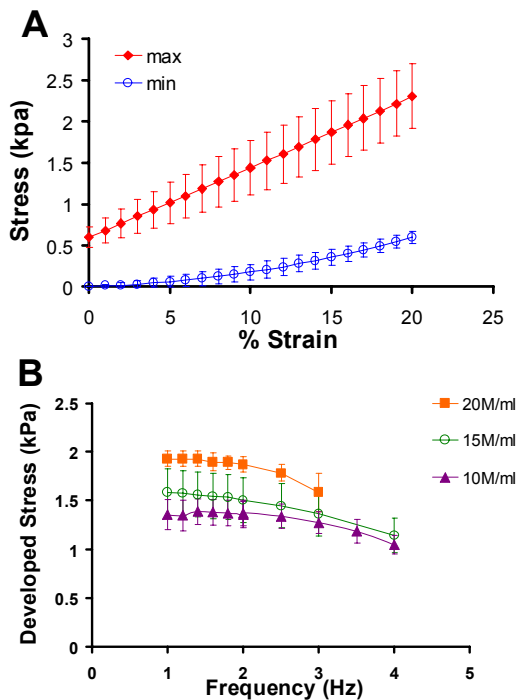 A
3
2.5
2
1.5
1
0.5
0
Stress (kpa)
max
min
0 5 10 15 20 25
% Strain
B
2.5
2
1.5
1
0.5
0
Developed Stress (kPa)
20M/ml
15M/ml
10M/ml
0 1 2 3 4 5
Frequency (Hz)